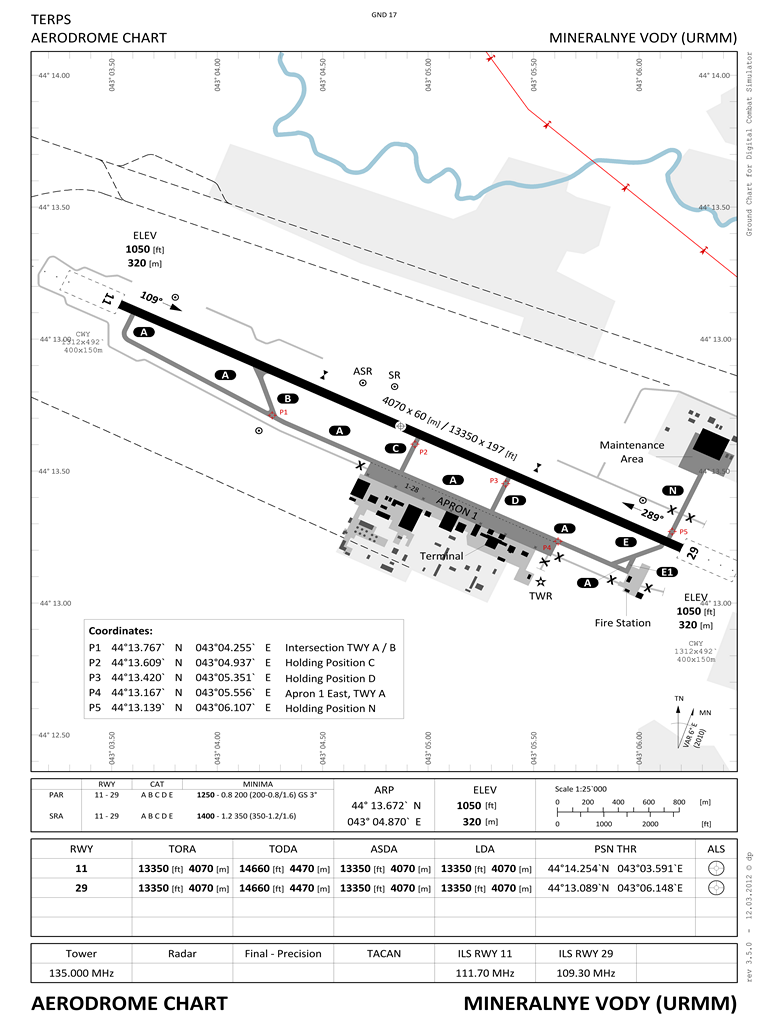 GND 17
TERPS
AERODROME CHART
MINERALNYE VODY (URMM)
44° 14.00
043° 03.50
043° 04.00
043° 04.50
043° 05.00
043° 05.50
043° 06.00
44° 14.00
Ground Chart for Digital Combat Simulator
44° 13.50
44° 13.50
ELEV
1050 [ft]
320 [m]
11
109°
A
CWY
1312x492`
400x150m
44° 13.00
44° 13.00
A
B
P1
ASR
SR
4070 x 60 [m] / 13350 x 197 [ft]
A
C
P2
A
P3
D
Maintenance
Area
44° 13.50
44° 13.50
N
289°
P5
29
1-28
APRON 1
A
P4
E
E1
A
Terminal
TWR
Fire Station
ELEV
1050 [ft]
320 [m]
44° 13.00
44° 13.00
CWY
1312x492`
400x150m
Coordinates:
P1 44°13.767` N 043°04.255` E Intersection TWY A / B
P2 44°13.609` N 043°04.937` E Holding Position C
P3 44°13.420` N 043°05.351` E Holding Position D
P4 44°13.167` N 043°05.556` E Apron 1 East, TWY A
P5 44°13.139` N 043°06.107` E Holding Position N
TN
MN
VAR 6° E
(2010)
44° 12.50
44° 12.50
043° 03.50
043° 04.00
043° 04.50
043° 05.00
043° 05.50
043° 06.00
RWY CAT MINIMA
PAR 11 - 29 A B C D E 1250 - 0.8 200 (200-0.8/1.6) GS 3°
SRA 11 - 29 A B C D E 1400 - 1.2 350 (350-1.2/1.6)
ARP
44° 13.672` N
043° 04.870` E
ELEV
1050 [ft]
320 [m]
Scale 1:25`000
0 200 400 600 800 [m]
0 1000 2000 [ft]
RWY TORA TODA ASDA LDA PSN THR ALS
11 13350 [ft] 4070 [m] 14660 [ft] 4470 [m] 13350 [ft] 4070 [m] 13350 [ft] 4070 [m] 44°14.254`N 043°03.591`E
29 13350 [ft] 4070 [m] 14660 [ft] 4470 [m] 13350 [ft] 4070 [m] 13350 [ft] 4070 [m] 44°13.089`N 043°06.148`E
Tower Radar Final - Precision TACAN ILS RWY 11 ILS RWY 29
135.000 MHz 111.70 MHz 109.30 MHz
rev 3.5.0 - 12.03.2012 © dp
AERODROME CHART
MINERALNYE VODY (URMM)